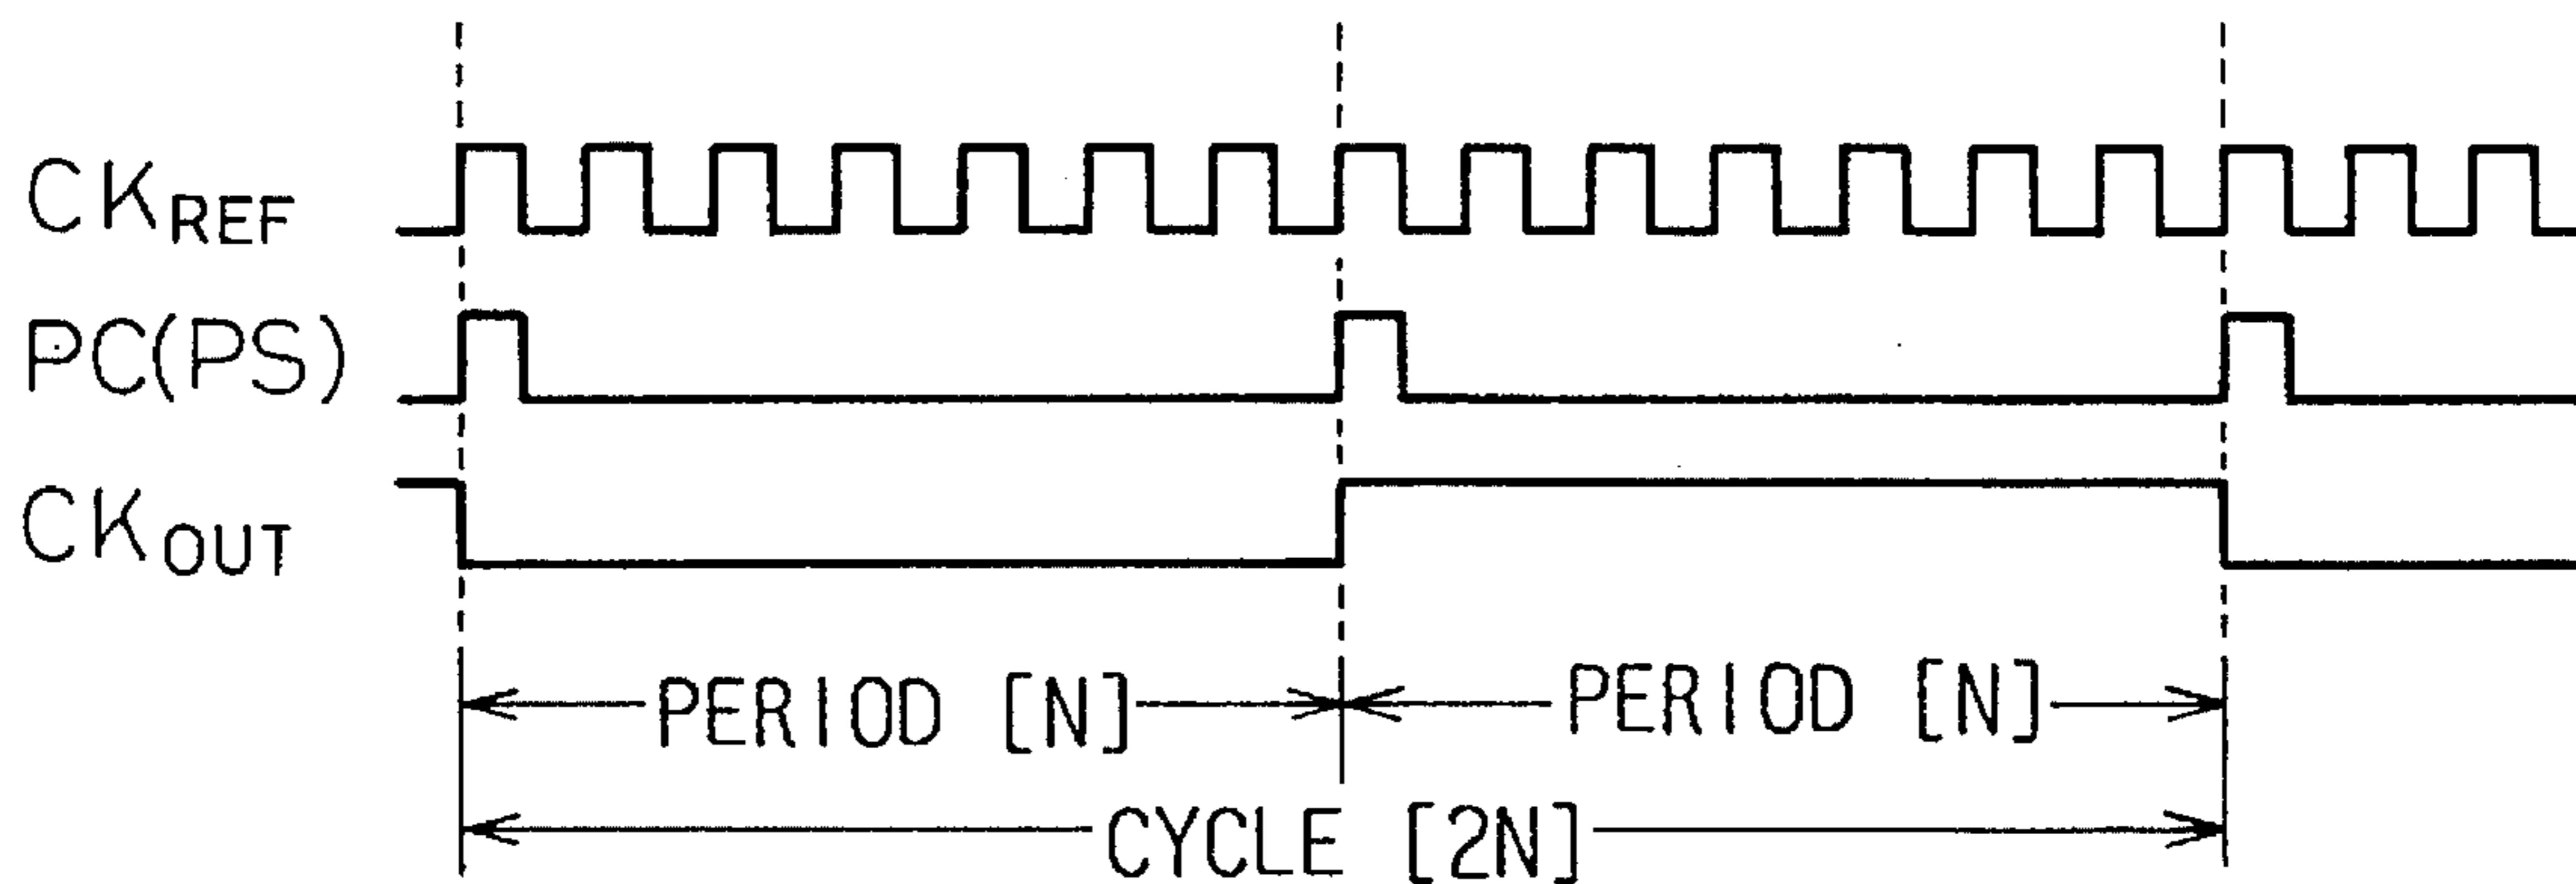 CKREF
PC(PS)
CKOUT
PERIOD [N] PERIOD [N]
CYCLE [2N]